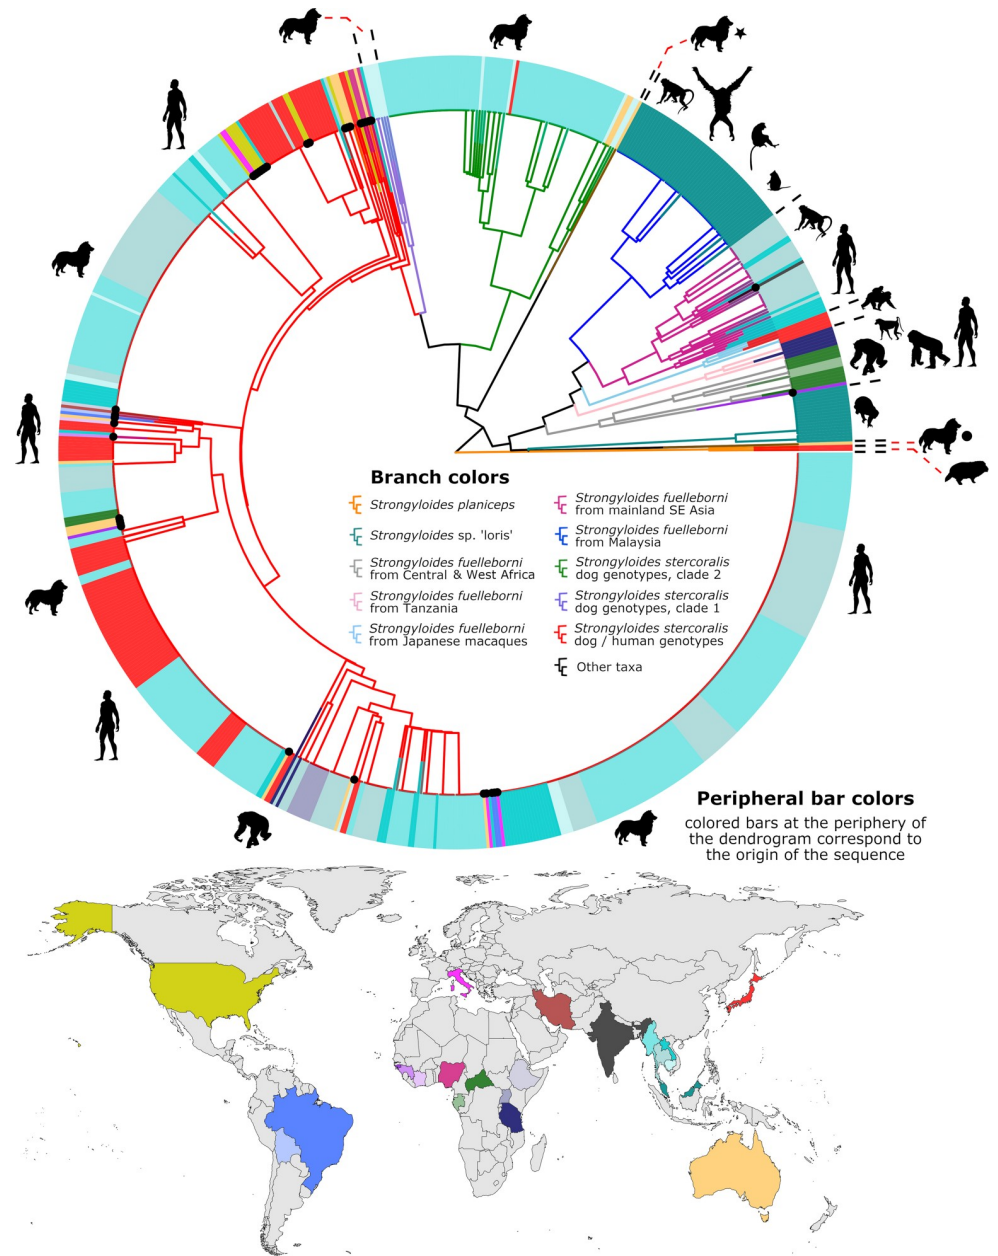 Branch colors
Strongyloides planiceps
Strongyloides sp. 'loris'
Strongyloides fuelleborni
from Central & West Africa
Strongyloides fuelleborni
from Tanzania
Strongyloides fuelleborni
from Japanese macaques
Strongyloides fuelleborni
from mainland SE Asia
Strongyloides fuelleborni
from Malaysia
Strongyloides stercoralis
dog genotypes, clade 2
Strongyloides stercoralis
dog genotypes, clade 1
Strongyloides stercoralis
dog / human genotypes
Other taxa
Peripheral bar colors
colored bars at the periphery of
the dendrogram correspond to
the origin of the sequence